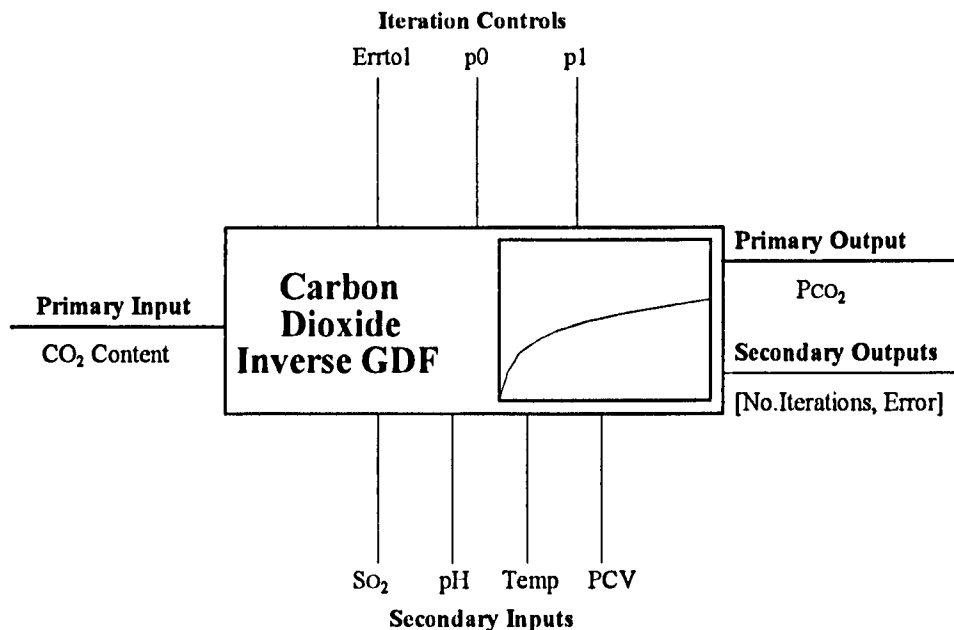 Iteration Controls
Errtol p0 p1
Carbon
Dioxide
Inverse GDF
Primary Input
CO₂ Content
Primary Output
PCO₂
Secondary Outputs
[No.Iterations, Error]
SO₂ pH Temp PCV
Secondary Inputs